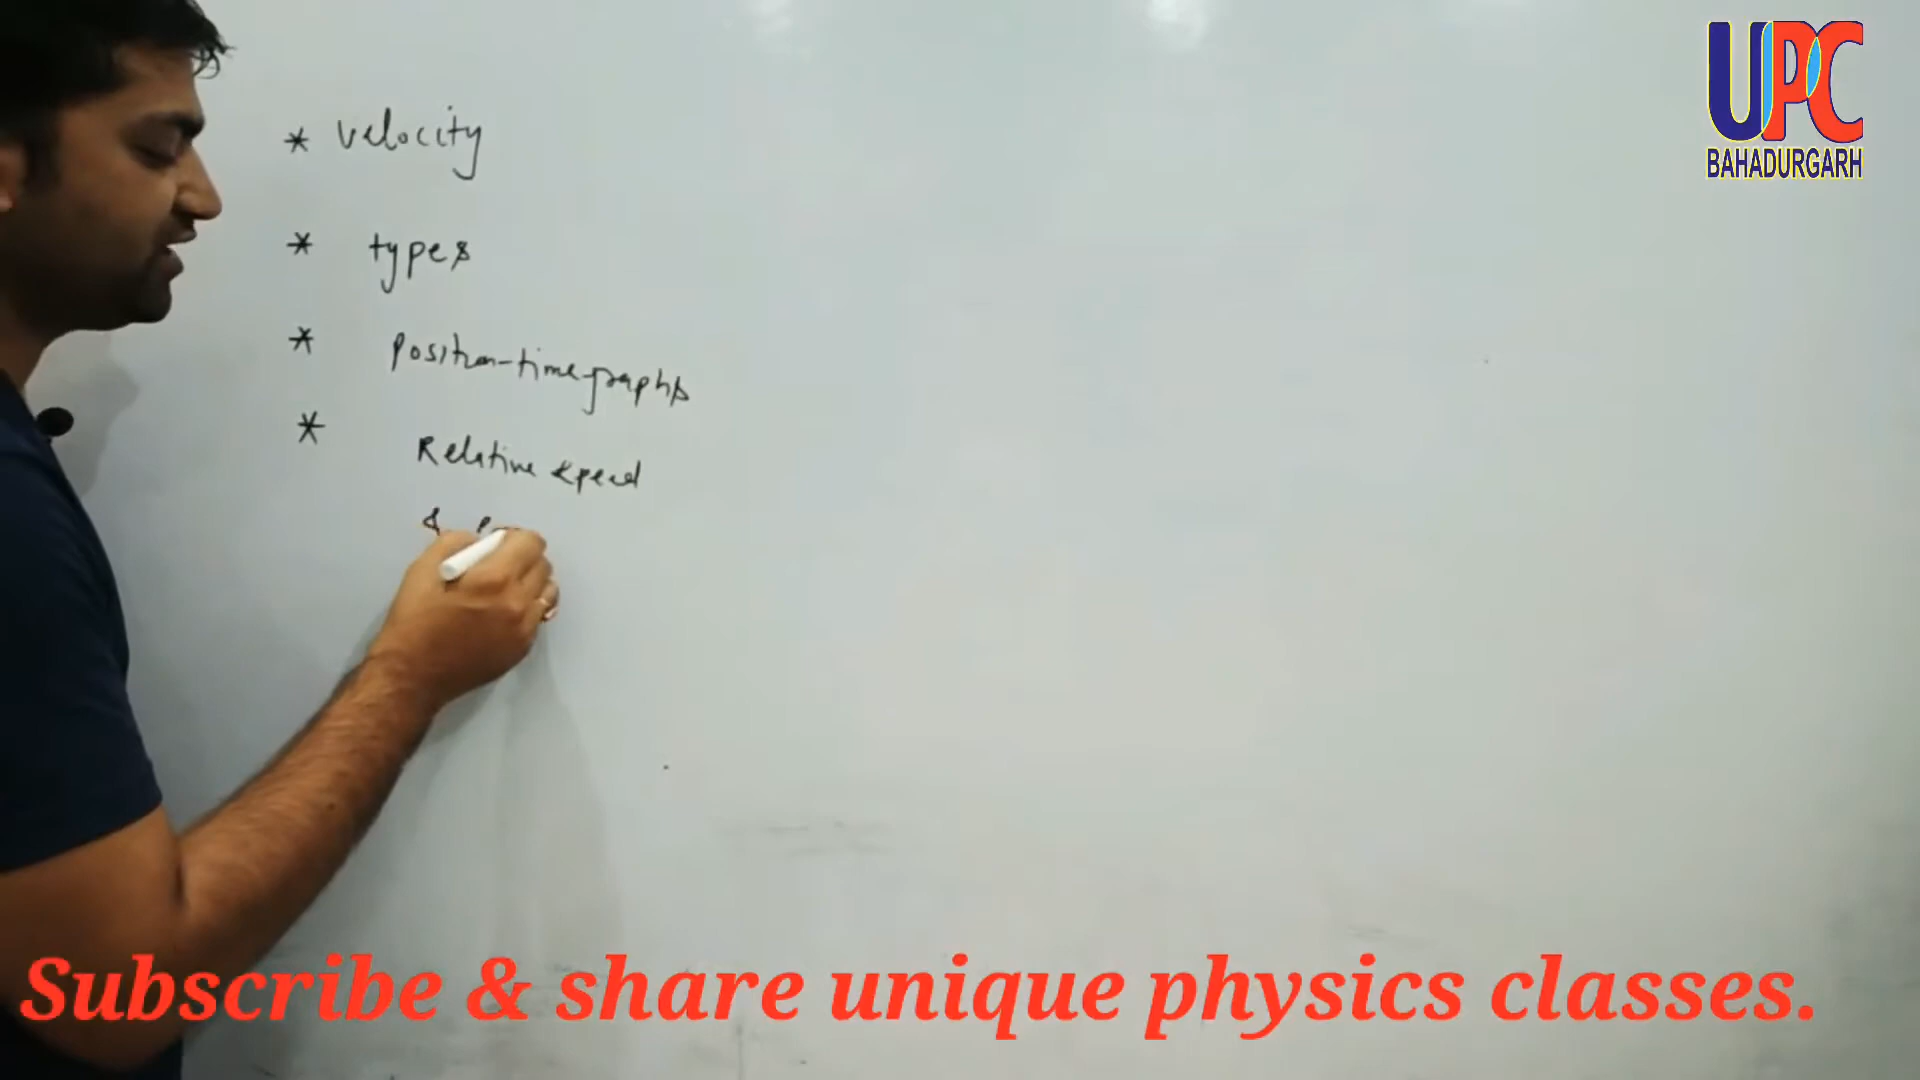 UPC
BAHADURGARH
* velocity
* types
* Position-time graphs
* Relative speed
&
Subscribe & share unique physics classes.